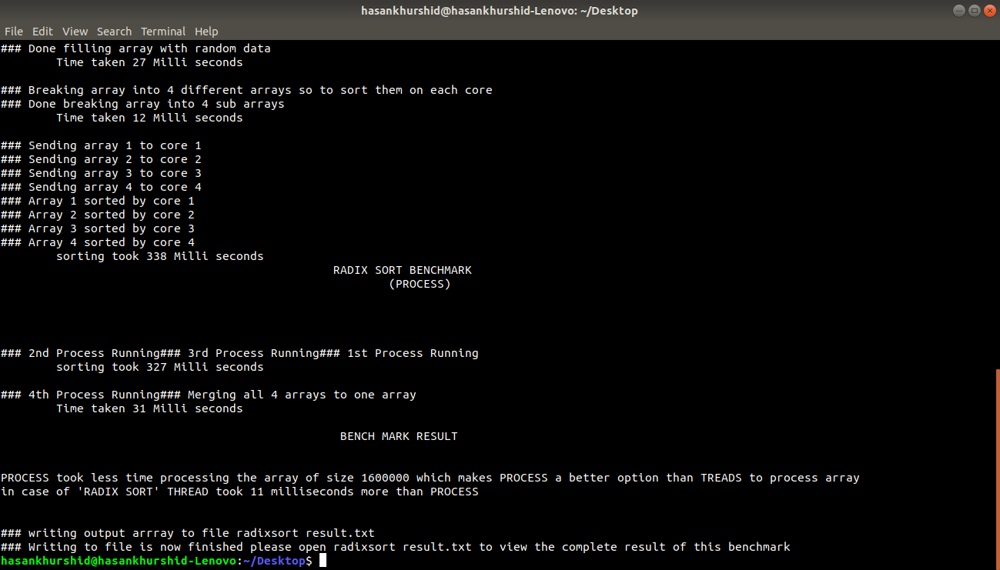 hasankhurshid@hasankhurshid-Lenovo: ~/Desktop
File Edit View Search Terminal Help
### Done filling array with random data
Time taken 27 Milli seconds
### Breaking array into 4 different arrays so to sort them on each core
### Done breaking array into 4 sub arrays
Time taken 12 Milli seconds
### Sending array 1 to core 1
### Sending array 2 to core 2
### Sending array 3 to core 3
### Sending array 4 to core 4
### Array 1 sorted by core 1
### Array 2 sorted by core 2
### Array 3 sorted by core 3
### Array 4 sorted by core 4
sorting took 338 Milli seconds
RADIX SORT BENCHMARK
(PROCESS)
### 2nd Process Running### 3rd Process Running### 1st Process Running
sorting took 327 Milli seconds
### 4th Process Running### Merging all 4 arrays to one array
Time taken 31 Milli seconds
BENCH MARK RESULT
PROCESS took less time processing the array of size 1600000 which makes PROCESS a better option than TREADS to process array
in case of 'RADIX SORT' THREAD took 11 milliseconds more than PROCESS
### writing output arrray to file radixsort result.txt
### Writing to file is now finished please open radixsort result.txt to view the complete result of this benchmark
hasankhurshid@hasankhurshid-Lenovo:~/Desktop$